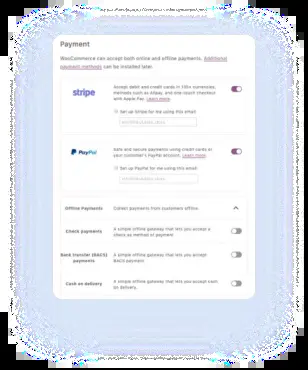 Payment
WooCommerce can accept both online and offline payments. Additional
payment methods can be included later.
stripe
Accept debit and credit cards in 135+ currencies,
methods such as Alipay, and one-touch checkout
with Apple Pay. Learn more.
Set up Stripe for me using this email
PayPal
Safe and secure payments using credit cards or
your customer's PayPal account. Learn more.
Set up PayPal for me using this email
Offline Payments
Collect payments from customers offline.
Check payments
A simple offline gateway that lets you accept a
check as method of payment
Bank transfer (BACS)
payments
A simple offline gateway that lets you accept
BACS payment
Cash on delivery
A simple offline gateway that lets you accept cash
on delivery.